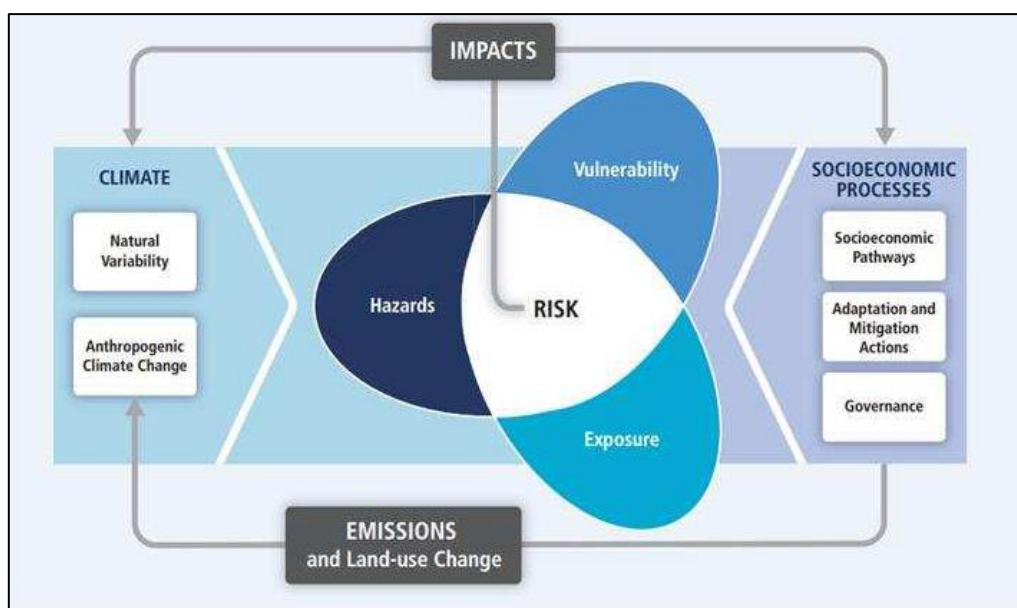 IMPACTS
CLIMATE
Natural
Variability
Anthropogenic
Climate Change
Vulnerability
Hazards
RISK
Exposure
SOCIOECONOMIC
PROCESSES
Socioeconomic
Pathways
Adaptation and
Mitigation
Actions
Governance
EMISSIONS
and Land-use Change